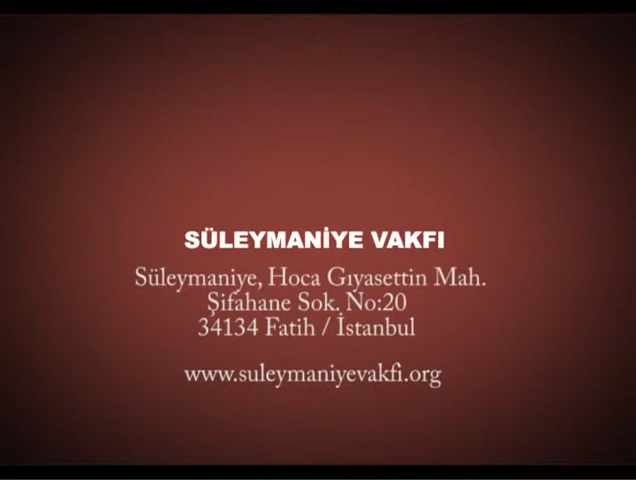 SÜLEYMANİYE VAKFI
Süleymaniye, Hoca Gıyasettin Mah.
Şifahane Sok. No:20
34134 Fatih / İstanbul
www.suleymaniyevakfi.org